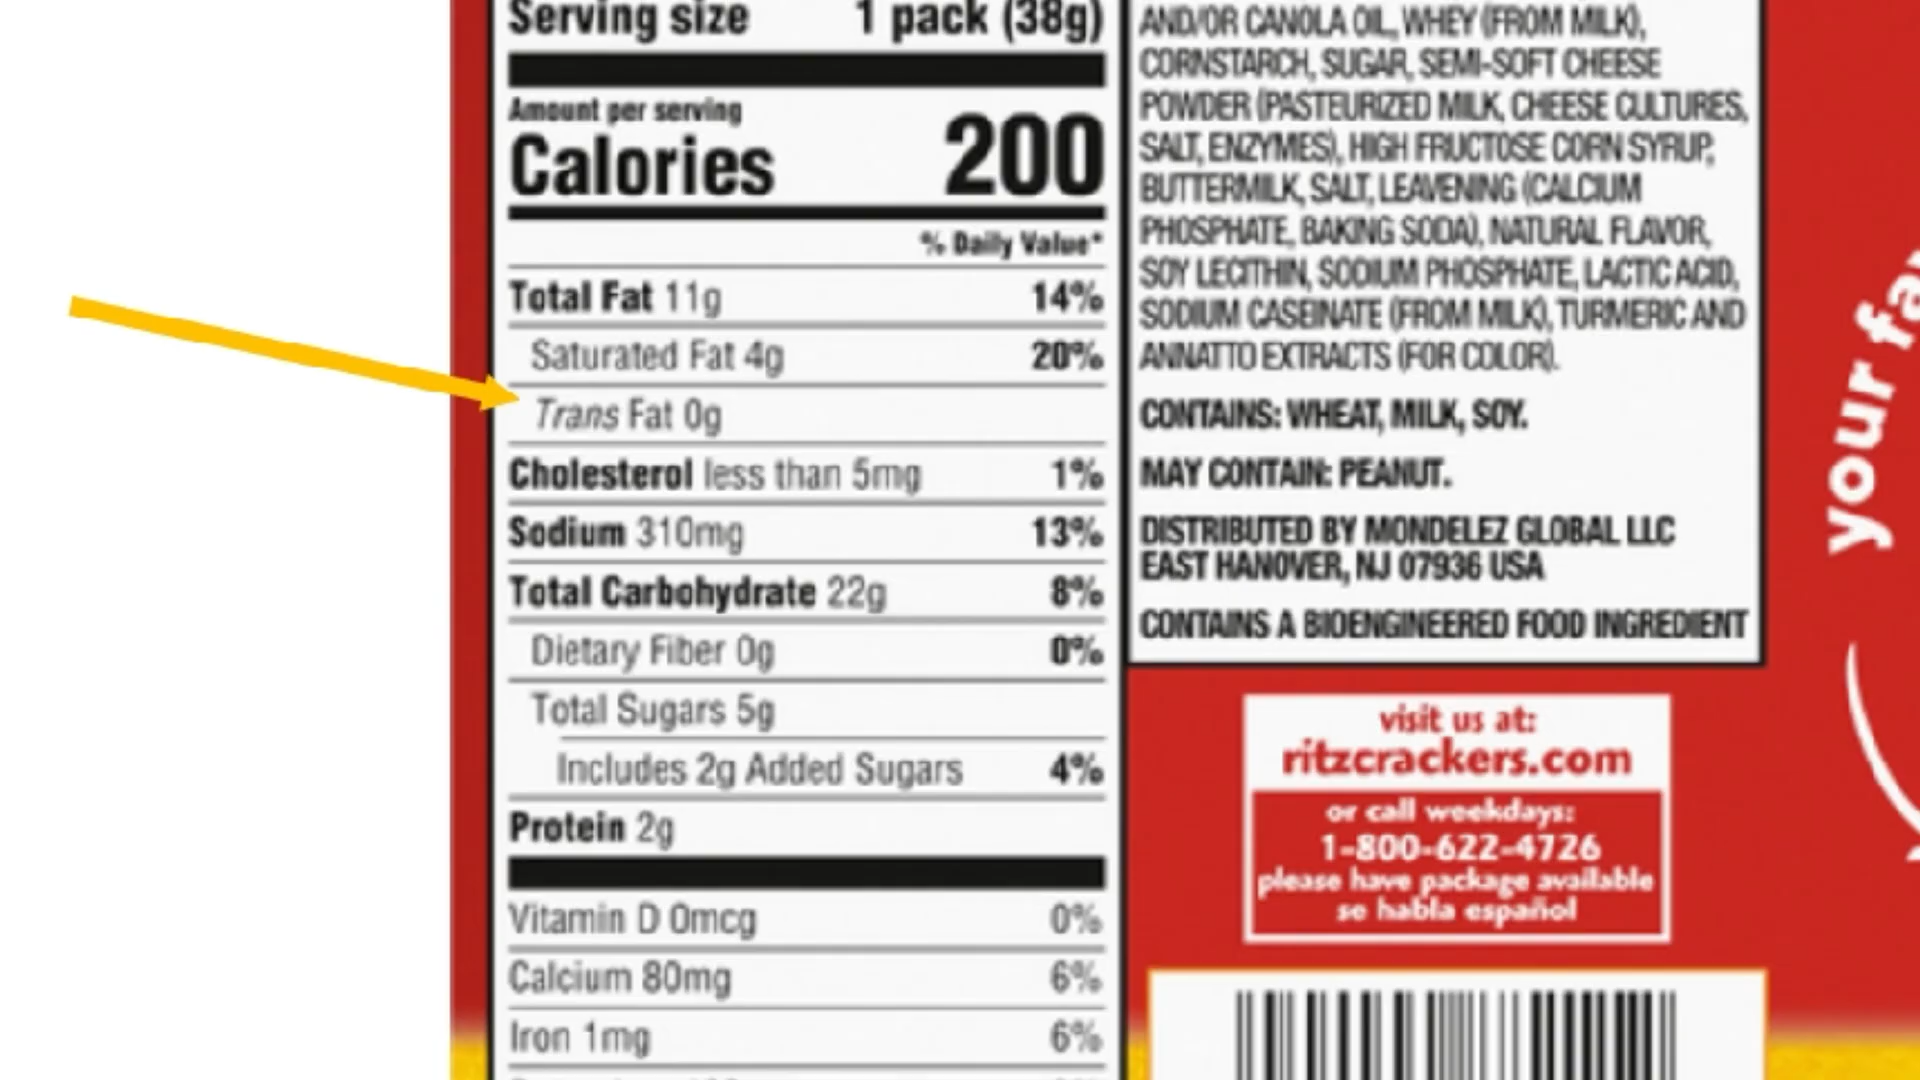 Serving size 1 pack (38g)
Amount per serving
Calories 200
% Daily Value*
Total Fat 11g 14%
Saturated Fat 4g 20%
Trans Fat 0g
Cholesterol less than 5mg 1%
Sodium 310mg 13%
Total Carbohydrate 22g 8%
Dietary Fiber 0g 0%
Total Sugars 5g
Includes 2g Added Sugars 4%
Protein 2g
Vitamin D 0mcg 0%
Calcium 80mg 6%
Iron 1mg 6%
AND/OR CANOLA OIL, WHEY (FROM MILK),
CORNSTARCH, SUGAR, SEMI-SOFT CHEESE
POWDER (PASTEURIZED MILK, CHEESE CULTURES,
SALT, ENZYMES), HIGH FRUCTOSE CORN SYRUP,
BUTTERMILK, SALT, LEAVENING (CALCIUM
PHOSPHATE, BAKING SODA), NATURAL FLAVOR,
SOY LECITHIN, SODIUM PHOSPHATE, LACTIC ACID,
SODIUM CASEINATE (FROM MILK), TURMERIC AND
ANNATTO EXTRACTS (FOR COLOR).
CONTAINS: WHEAT, MILK, SOY.
MAY CONTAIN: PEANUT.
DISTRIBUTED BY MONDELEZ GLOBAL LLC
EAST HANOVER, NJ 07936 USA
CONTAINS A BIOENGINEERED FOOD INGREDIENT
visit us at:
ritzcrackers.com
or call weekdays:
1-800-622-4726
please have package available
se habla español
your